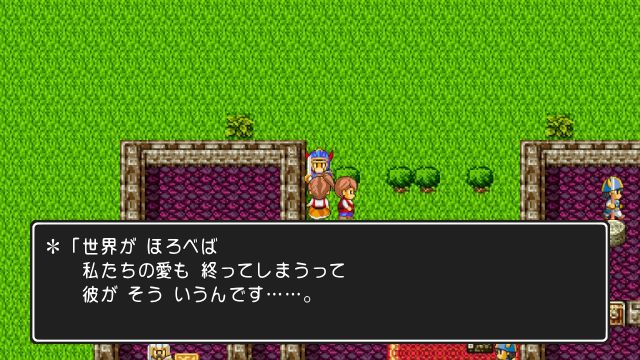 ＊「世界が ほろべば
私たちの愛も 終ってしまうって
彼が そう いうんです……。